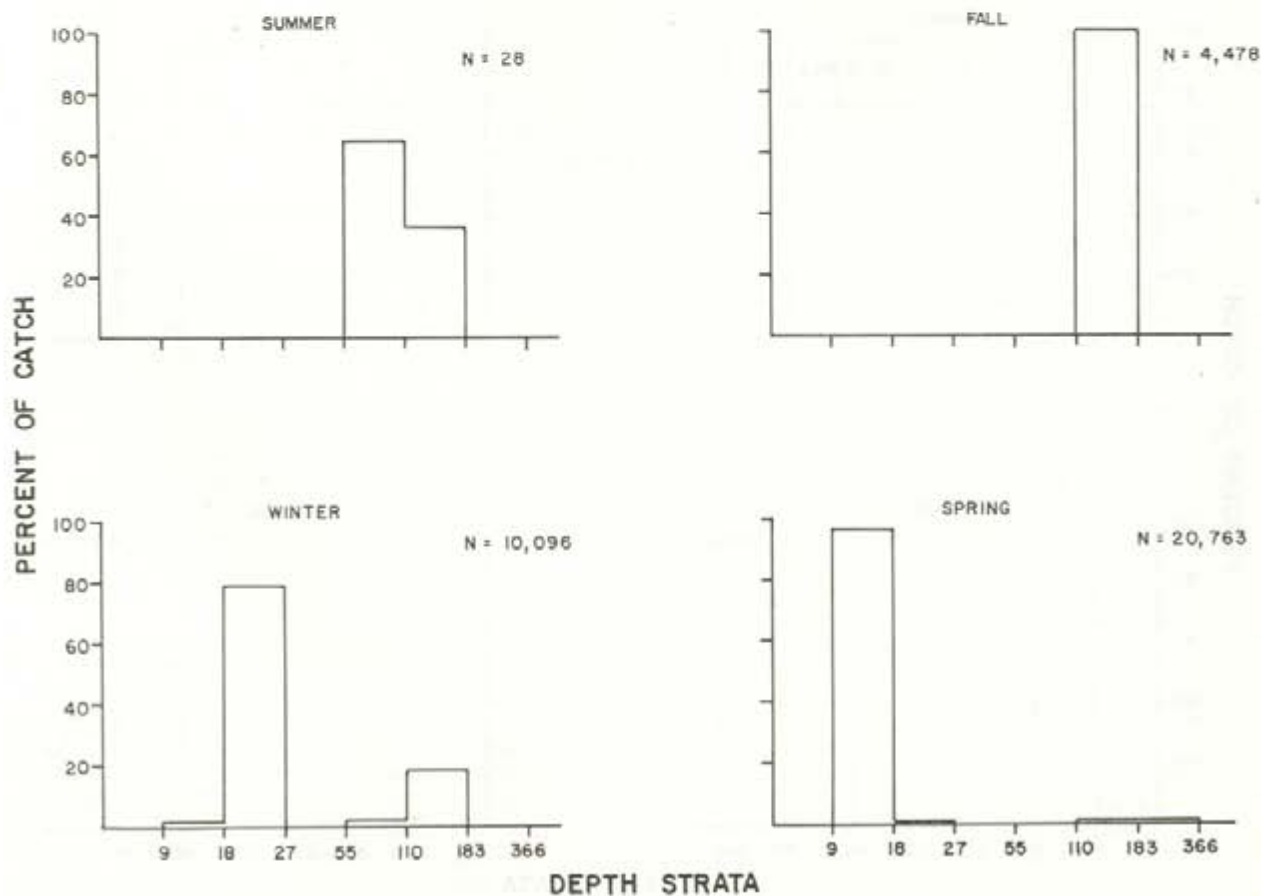 SUMMER
N = 28
100
80
60
40
20
FALL
N = 4,478
PERCENT OF CATCH
WINTER
N = 10,096
100
80
60
40
20
9 18 27 55 110 183 366
SPRING
N = 20,763
9 18 27 55 110 183 366
DEPTH STRATA